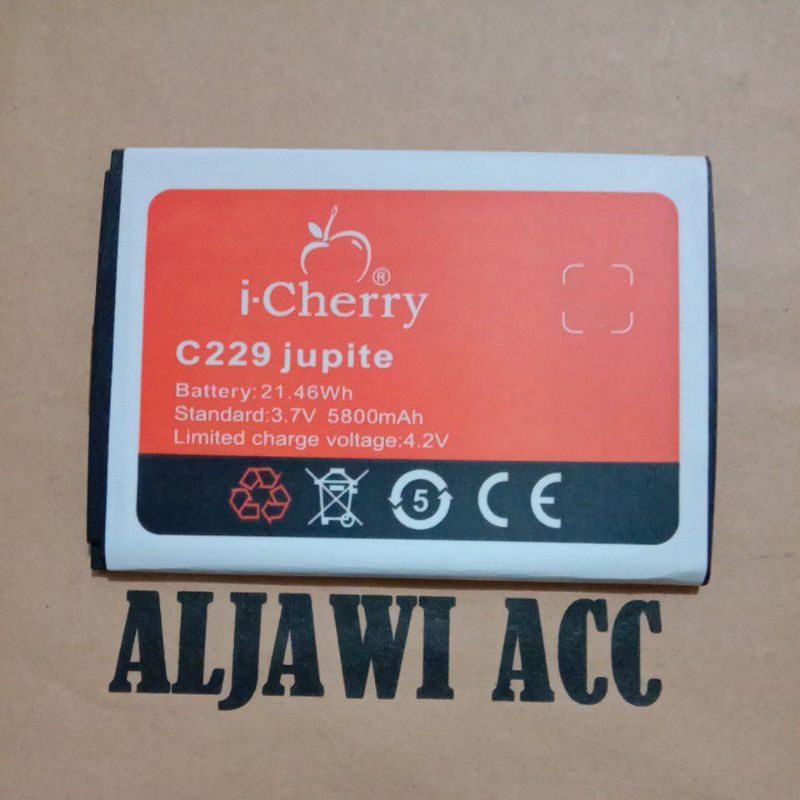 i-Cherry®
C229 jupite
Battery:21.46Wh
Standard:3.7V 5800mAh
Limited charge voltage:4.2V
5 CE
ALJAWI ACC